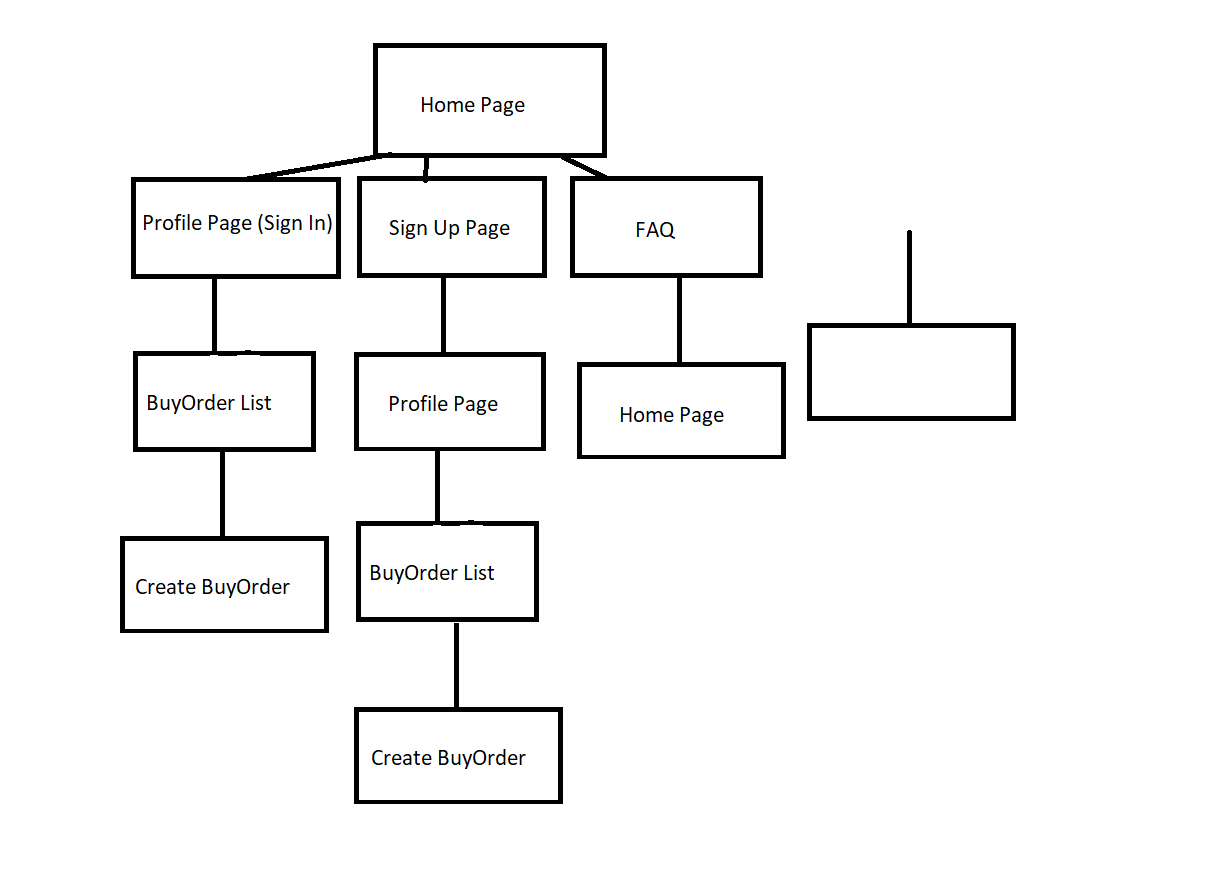 Home Page
Profile Page (Sign In)
Sign Up Page
FAQ
BuyOrder List
Profile Page
Home Page
Create BuyOrder
BuyOrder List
Create BuyOrder